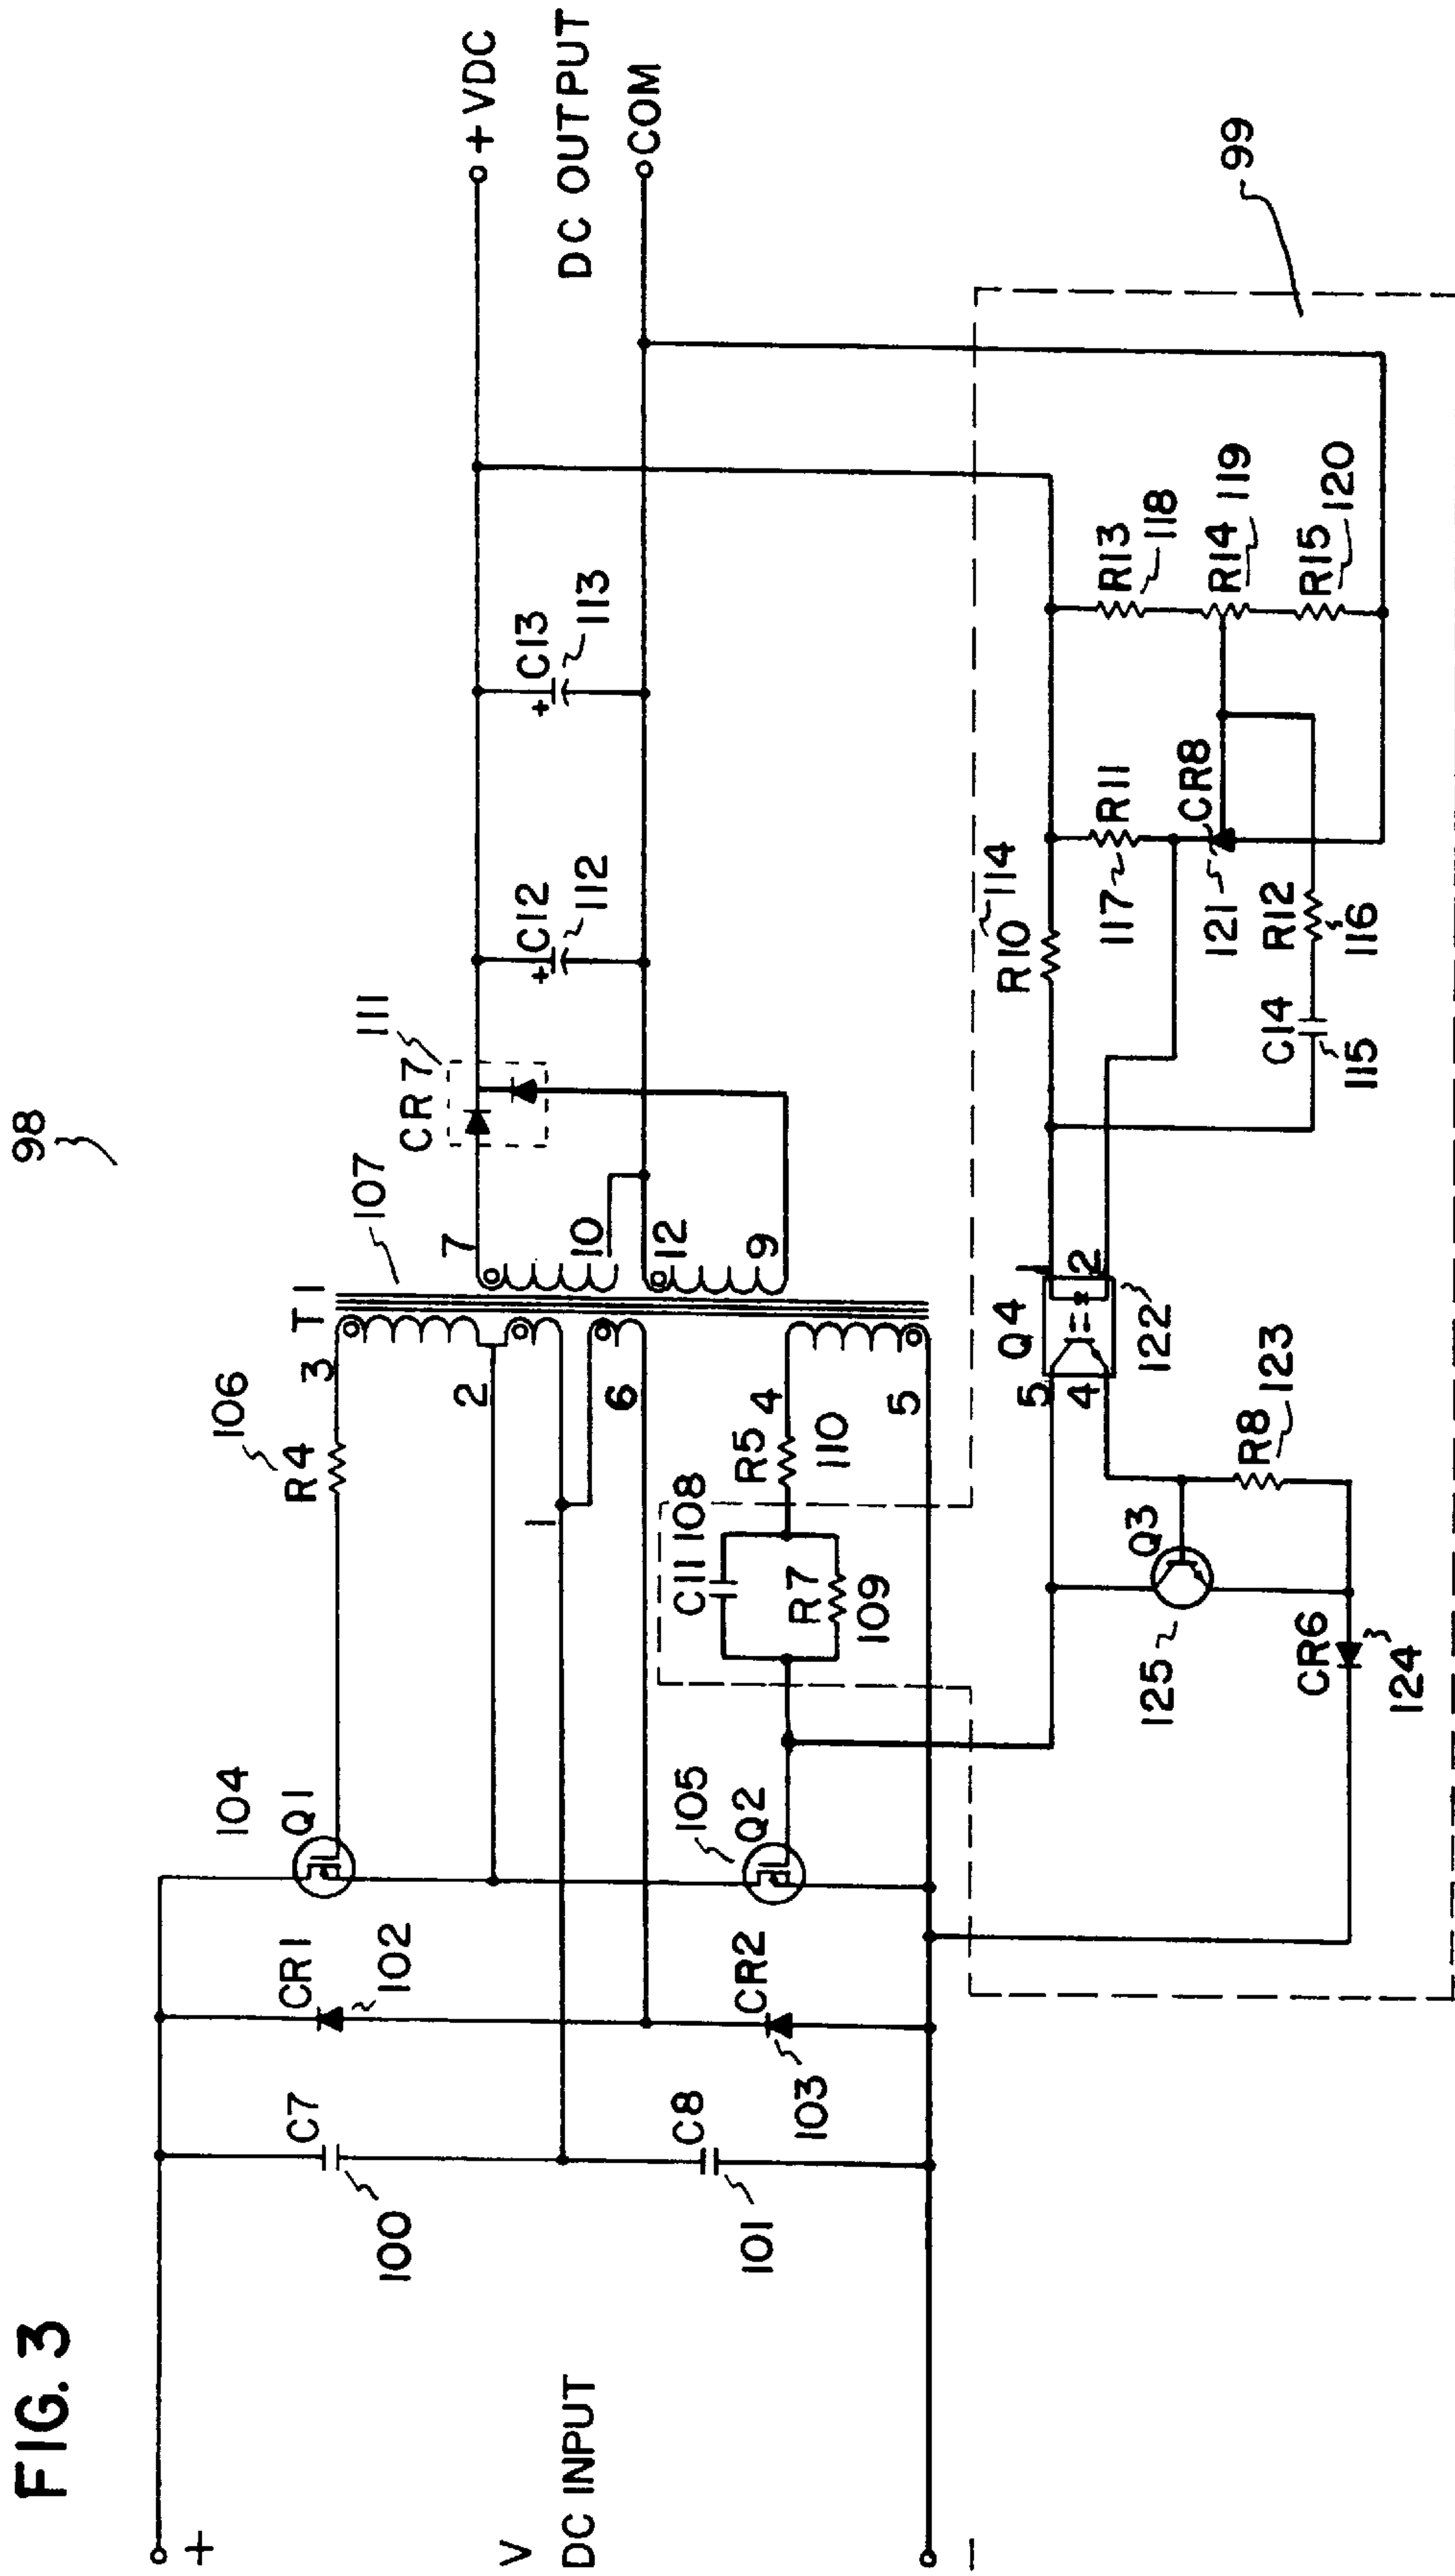 FIG. 3
98
+
V
DC INPUT
–
C7
100
C8
101
CR1
102
CR2
103
104
Q1
105
Q2
R4
106
T1
107
3
2
1
6
4
5
R5
110
C11
108
R7
109
7
10
12
9
CR7
111
C12
+
112
C13
+
113
+ VDC
DC OUTPUT
COM
99
R10
114
R11
117
CR8
121
R12
116
C14
115
R13
118
R14
119
R15
120
Q4
1
2
5
4
122
R8
123
Q3
125
CR6
124